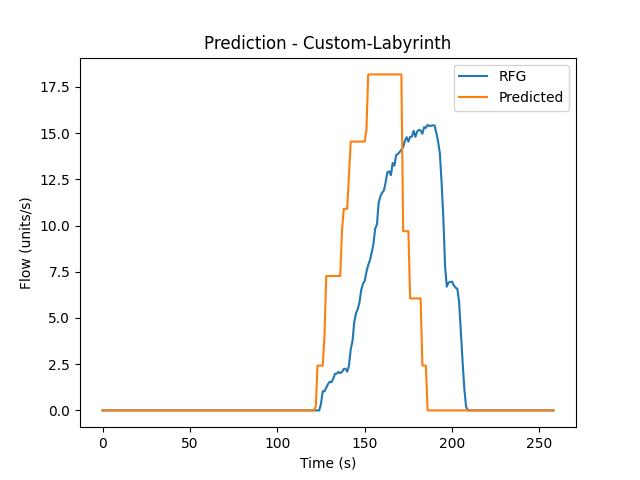 Prediction - Custom-Labyrinth
RFG
Predicted
17.5
15.0
12.5
10.0
7.5
5.0
2.5
0.0
Flow (units/s)
0 50 100 150 200 250
Time (s)